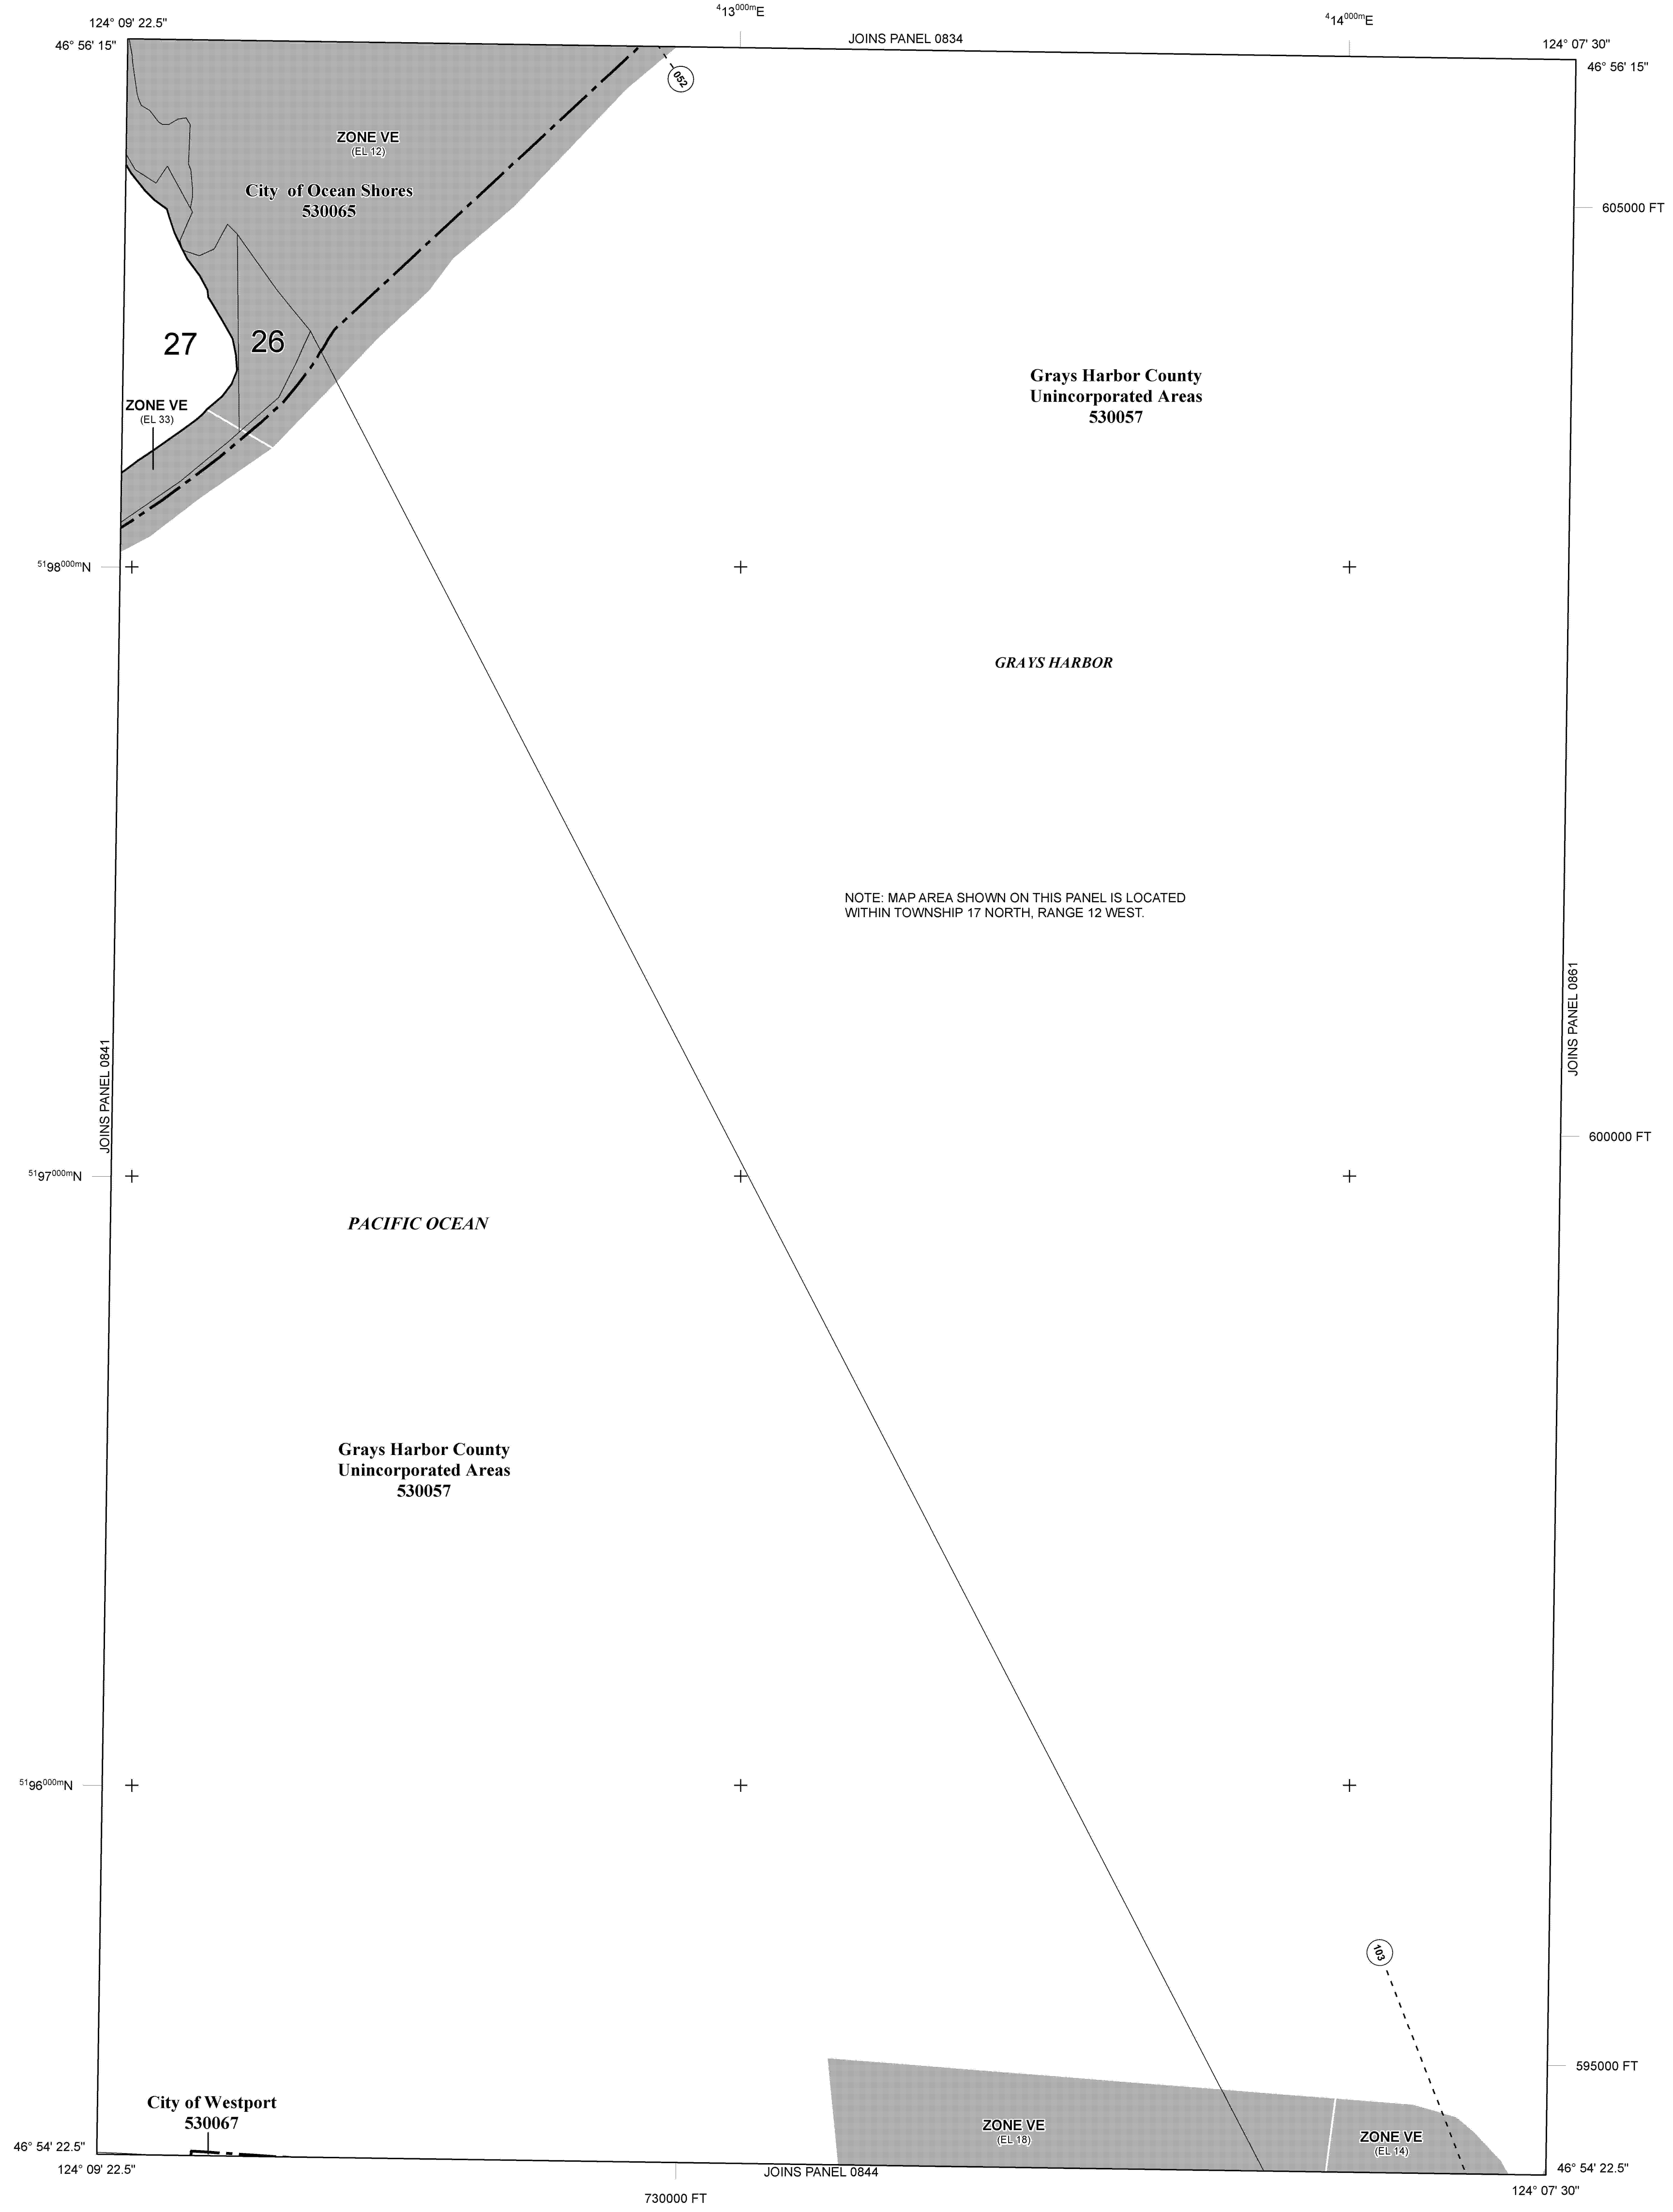 ⁴13⁰⁰⁰ᵐE
⁴14⁰⁰⁰ᵐE
124° 09' 22.5"
46° 56' 15"
JOINS PANEL 0834
124° 07' 30"
46° 56' 15"
052
ZONE VE
(EL 12)
City of Ocean Shores
530065
605000 FT
27
26
ZONE VE
(EL 33)
Grays Harbor County
Unincorporated Areas
530057
⁵¹98⁰⁰⁰ᵐN
GRAYS HARBOR
NOTE: MAP AREA SHOWN ON THIS PANEL IS LOCATED
WITHIN TOWNSHIP 17 NORTH, RANGE 12 WEST.
JOINS PANEL 0861
JOINS PANEL 0841
600000 FT
⁵¹97⁰⁰⁰ᵐN
PACIFIC OCEAN
Grays Harbor County
Unincorporated Areas
530057
⁵¹96⁰⁰⁰ᵐN
103
595000 FT
City of Westport
530067
ZONE VE
(EL 18)
ZONE VE
(EL 14)
46° 54' 22.5"
124° 09' 22.5"
JOINS PANEL 0844
46° 54' 22.5"
124° 07' 30"
730000 FT